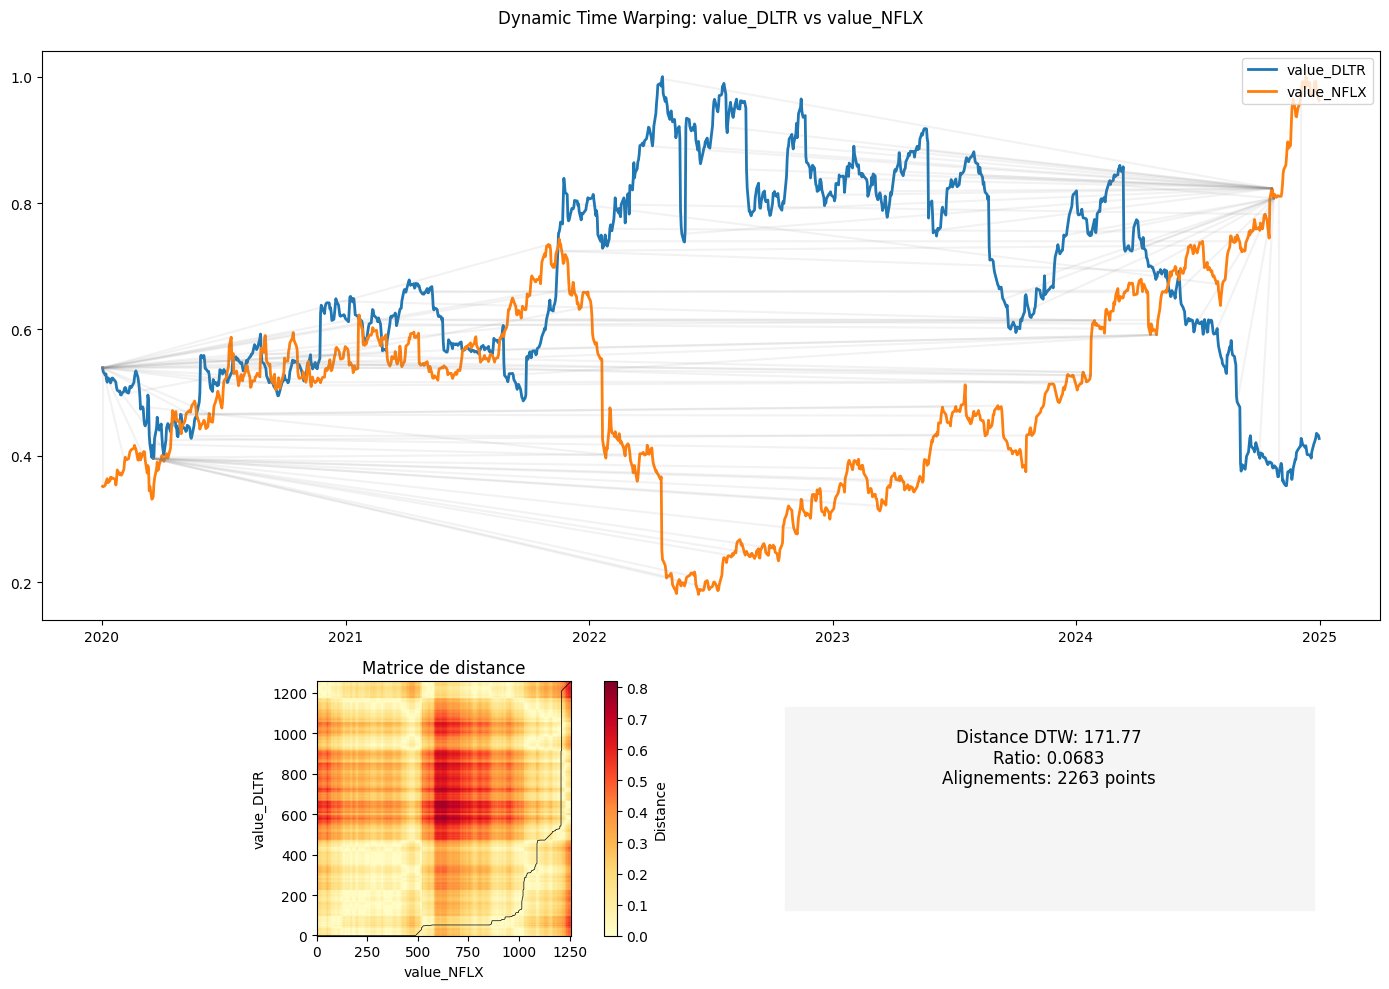 Dynamic Time Warping: value_DLTR vs value_NFLX
value_DLTR
value_NFLX
1.0
0.8
0.6
0.4
0.2
2020 2021 2022 2023 2024 2025
Matrice de distance
value_DLTR
1200
1000
800
600
400
200
0
0 250 500 750 1000 1250
value_NFLX
0.8
0.7
0.6
0.5
0.4
0.3
0.2
0.1
0.0
Distance
Distance DTW: 171.77
Ratio: 0.0683
Alignements: 2263 points